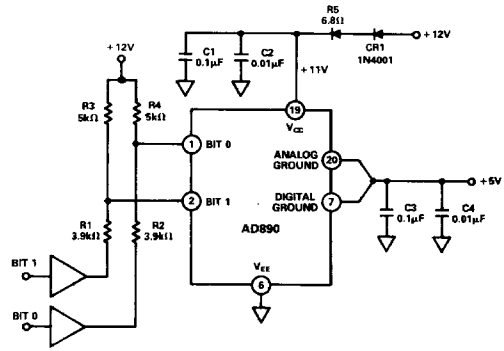 R5
6.8Ω
CR1
1N4001
+12V
+12V
C1
0.1µF
C2
0.01µF
+11V
R3
5kΩ
R4
5kΩ
19
VCC
1
BIT 0
ANALOG
GROUND
20
2
BIT 1
DIGITAL
GROUND
7
+5V
R1
3.9kΩ
R2
3.9kΩ
AD890
C3
0.1µF
C4
0.01µF
BIT 1
VEE
6
BIT 0